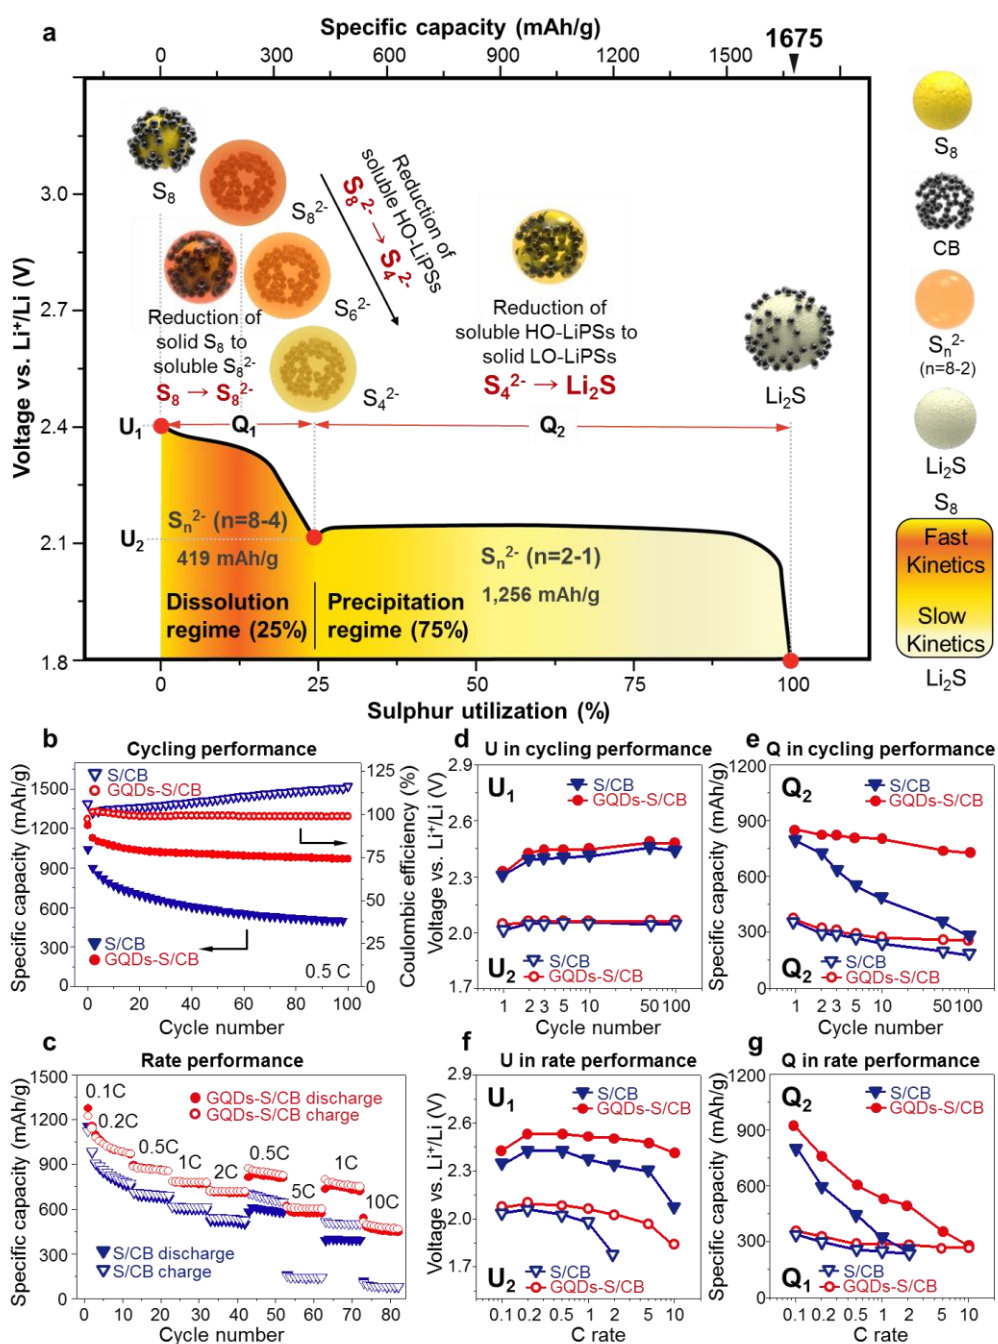 a
Specific capacity (mAh/g)
0 300 600 900 1200 1500
1675
Voltage vs. Li⁺/Li (V)
3.0
2.7
2.4
2.1
1.8
S₈
S₈²⁻
S₆²⁻
S₄²⁻
Reduction of
soluble HO-LiPSs
S₈²⁻ → S₄²⁻
Reduction of
solid S₈ to
soluble S₈²⁻
S₈ → S₈²⁻
Reduction of
soluble HO-LiPSs to
solid LO-LiPSs
S₄²⁻ → Li₂S
Li₂S
U₁
Q₁
Q₂
U₂
Sₙ²⁻ (n=8-4)
419 mAh/g
Sₙ²⁻ (n=2-1)
1,256 mAh/g
Dissolution
regime (25%)
Precipitation
regime (75%)
0 25 50 75 100
Sulphur utilization (%)
S₈
CB
Sₙ²⁻
(n=8-2)
Li₂S
S₈
Fast
Kinetics
Slow
Kinetics
Li₂S
b
Cycling performance
Specific capacity (mAh/g)
1500
1200
900
600
300
0
S/CB
GQDs-S/CB
S/CB
GQDs-S/CB
0.5 C
125
100
75
50
25
0
Coulombic efficiency (%)
0 20 40 60 80 100
Cycle number
c
Rate performance
Specific capacity (mAh/g)
1500
1200
900
600
300
0
0.1C
0.2C
0.5C
1C
2C
0.5C
5C
1C
10C
GQDs-S/CB discharge
GQDs-S/CB charge
S/CB discharge
S/CB charge
0 10 20 30 40 50 60 70 80
Cycle number
d
U in cycling performance
Voltage vs. Li⁺/Li (V)
2.9
2.6
2.3
2.0
1.7
U₁
S/CB
GQDs-S/CB
U₂
S/CB
GQDs-S/CB
1 2 3 5 10 50 100
Cycle number
e
Q in cycling performance
Specific capacity (mAh/g)
1200
900
600
300
0
Q₂
S/CB
GQDs-S/CB
Q₂
S/CB
GQDs-S/CB
1 2 3 5 10 50 100
Cycle number
f
U in rate performance
Voltage vs. Li⁺/Li (V)
2.9
2.6
2.3
2.0
1.7
U₁
S/CB
GQDs-S/CB
U₂
S/CB
GQDs-S/CB
0.1 0.2 0.5 1 2 5 10
C rate
g
Q in rate performance
Specific capacity (mAh/g)
1200
900
600
300
0
Q₂
S/CB
GQDs-S/CB
Q₁
S/CB
GQDs-S/CB
0.1 0.2 0.5 1 2 5 10
C rate